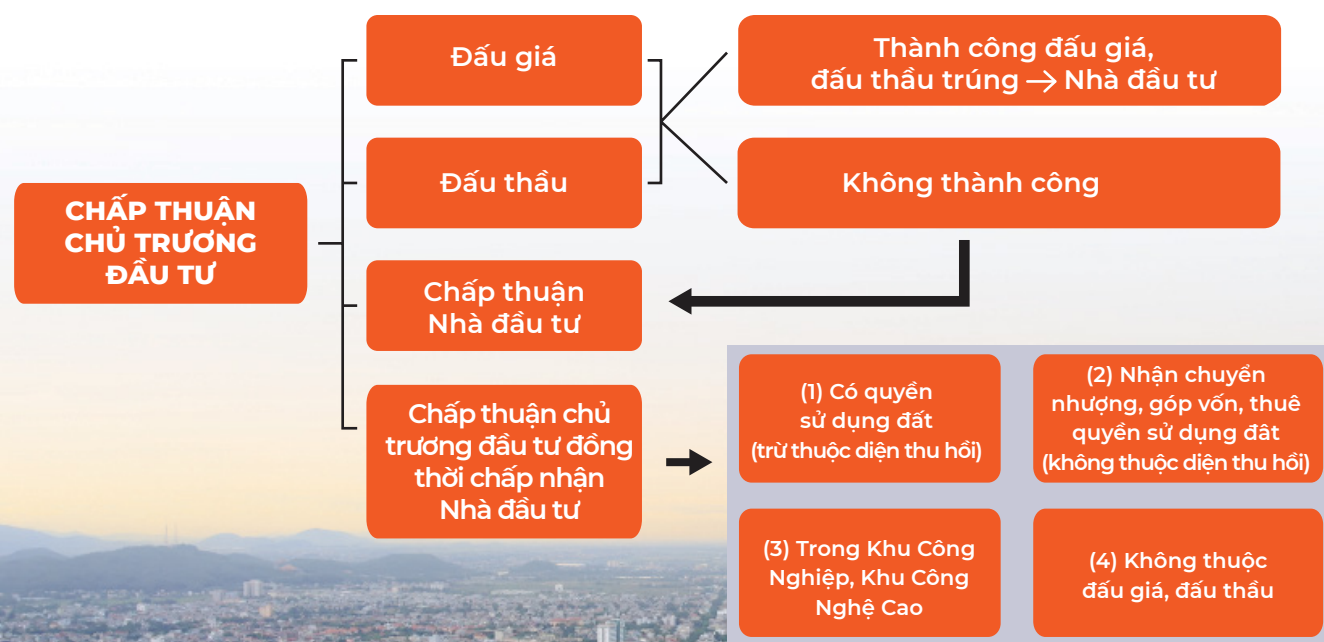 CHẤP THUẬN
CHỦ TRƯƠNG
ĐẦU TƯ
Đấu giá
Đấu thầu
Chấp thuận
Nhà đầu tư
Chấp thuận chủ
trương đầu tư đồng
thời chấp nhận
Nhà đầu tư
Thành công đấu giá,
đấu thầu trúng → Nhà đầu tư
Không thành công
(1) Có quyền
sử dụng đất
(trừ thuộc diện thu hồi)
(2) Nhận chuyển
nhượng, góp vốn, thuê
quyền sử dụng đât
(không thuộc diện thu hồi)
(3) Trong Khu Công
Nghiệp, Khu Công
Nghệ Cao
(4) Không thuộc
đấu giá, đấu thầu